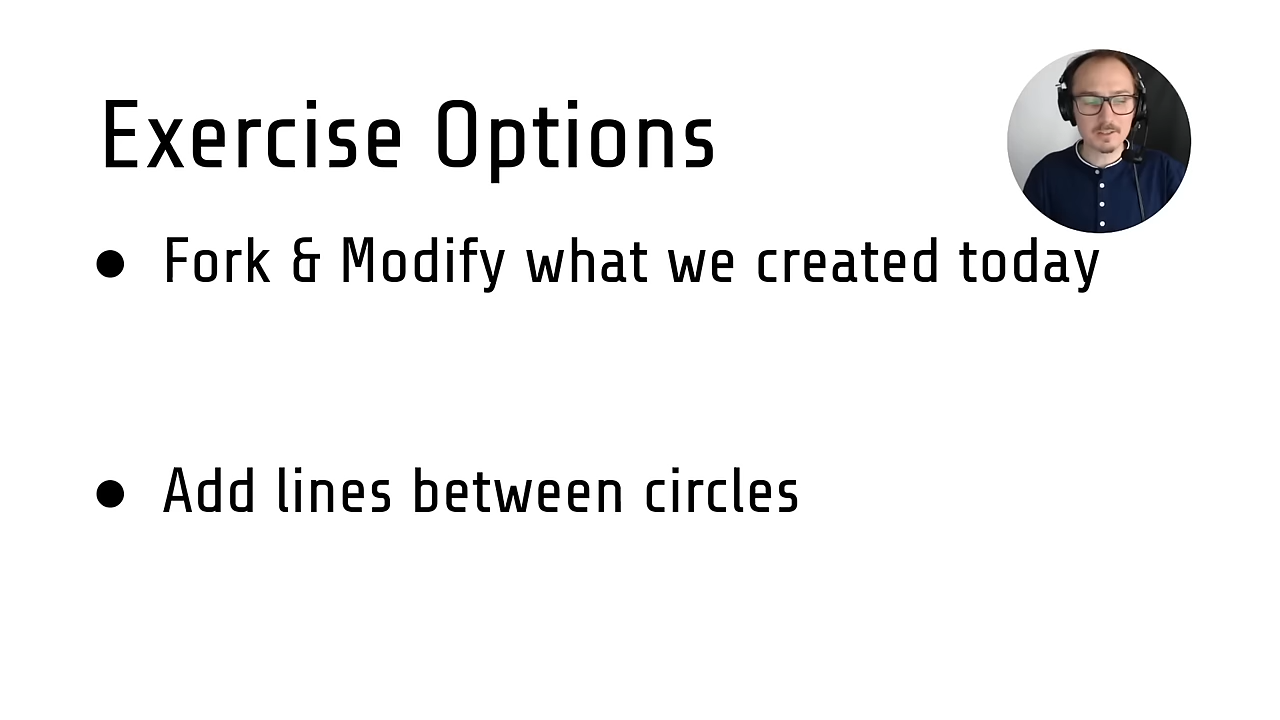 Exercise Options
● Fork & Modify what we created today
● Add lines between circles